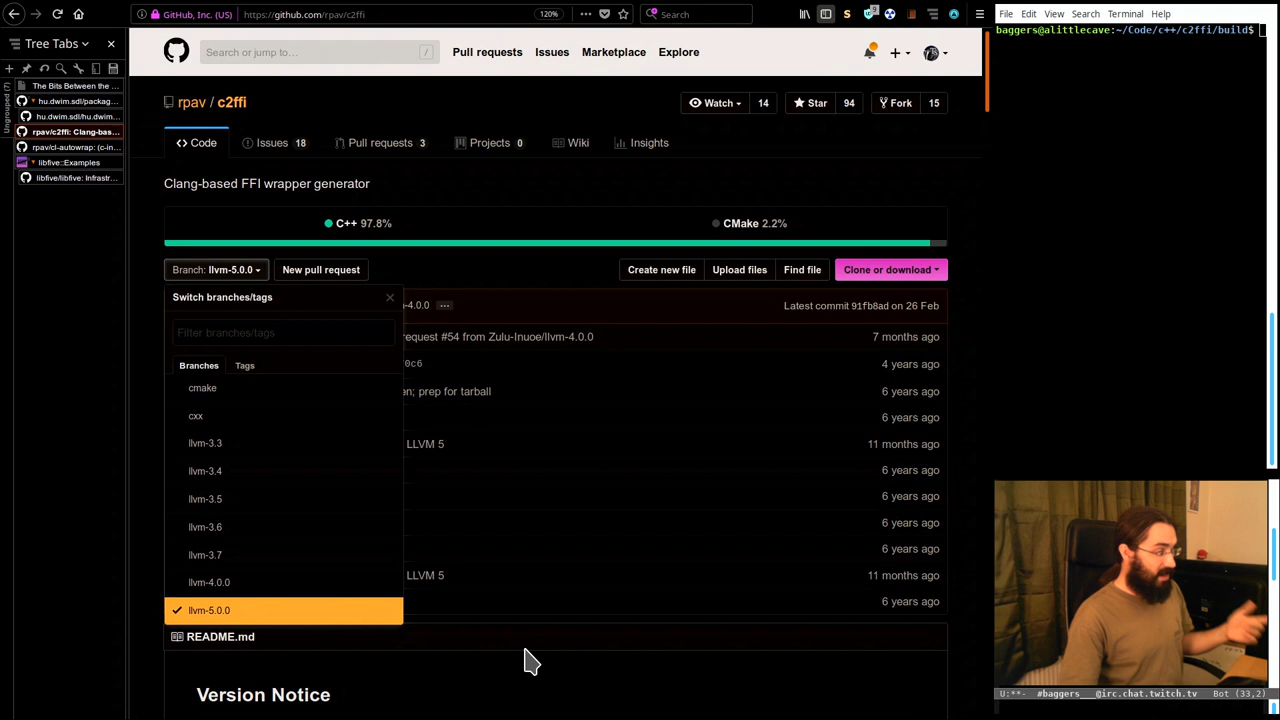 GitHub, Inc. (US)
https://github.com/rpav/c2ffi
120%
Search
File Edit View Search Terminal Help
baggers@alittlecave:~/Code/c++/c2ffi/build$
Tree Tabs
Ungrouped (7)
The Bits Between the ...
hu.dwim.sdl/packag...
hu.dwim.sdl/hu.dwim...
rpav/c2ffi: Clang-bas...
rpav/cl-autowrap: (c-in...
libfive::Examples
libfive/libfive: Infrastr...
Search or jump to...
/
Pull requests Issues Marketplace Explore
rpav / c2ffi
Watch 14
Star 94
Fork 15
Code
Issues 18
Pull requests 3
Projects 0
Wiki
Insights
Clang-based FFI wrapper generator
C++ 97.8%
CMake 2.2%
Branch: llvm-5.0.0
New pull request
Create new file
Upload files
Find file
Clone or download
Switch branches/tags
Filter branches/tags
Branches
Tags
cmake
cxx
llvm-3.3
llvm-3.4
llvm-3.5
llvm-3.6
llvm-3.7
llvm-4.0.0
llvm-5.0.0
-4.0.0
Latest commit 91fb8ad on 26 Feb
request #54 from Zulu-Inuoe/llvm-4.0.0
7 months ago
0c6
4 years ago
en; prep for tarball
6 years ago
6 years ago
LLVM 5
11 months ago
6 years ago
6 years ago
6 years ago
6 years ago
LLVM 5
11 months ago
6 years ago
README.md
Version Notice
U:**- #baggers___@irc.chat.twitch.tv Bot (33,2)